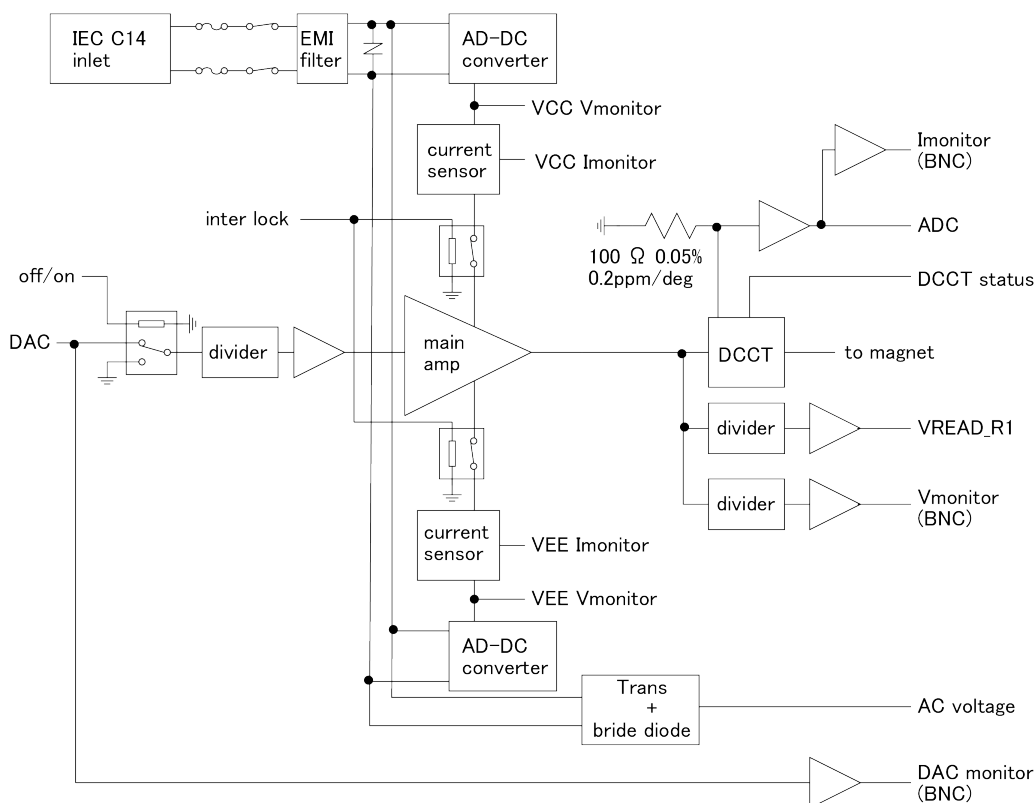 IEC C14
inlet
EMI
filter
AD-DC
converter
VCC Vmonitor
current
sensor
VCC Imonitor
Imonitor
(BNC)
inter lock
100 Ω 0.05%
0.2ppm/deg
ADC
off/on
DCCT status
DAC
divider
main
amp
DCCT
to magnet
divider
VREAD_R1
divider
Vmonitor
(BNC)
current
sensor
VEE Imonitor
VEE Vmonitor
AD-DC
converter
Trans
+
bride diode
AC voltage
DAC monitor
(BNC)